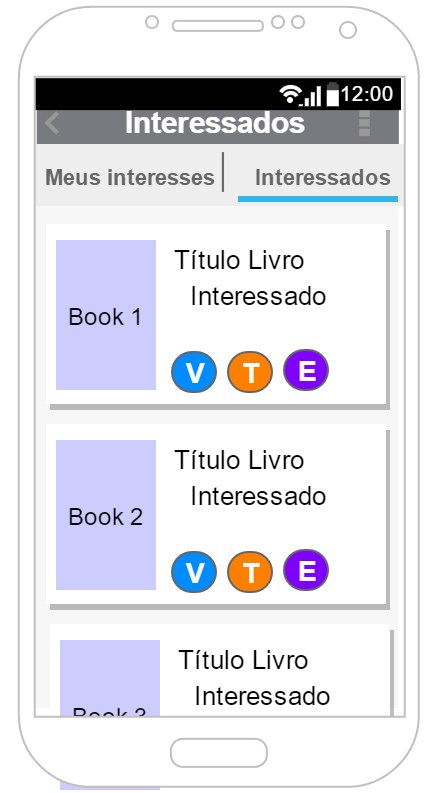 12:00
Interessados
Meus interesses
Interessados
Título Livro
Interessado
Book 1
V T E
Título Livro
Interessado
Book 2
V T E
Título Livro
Interessado
Book 3